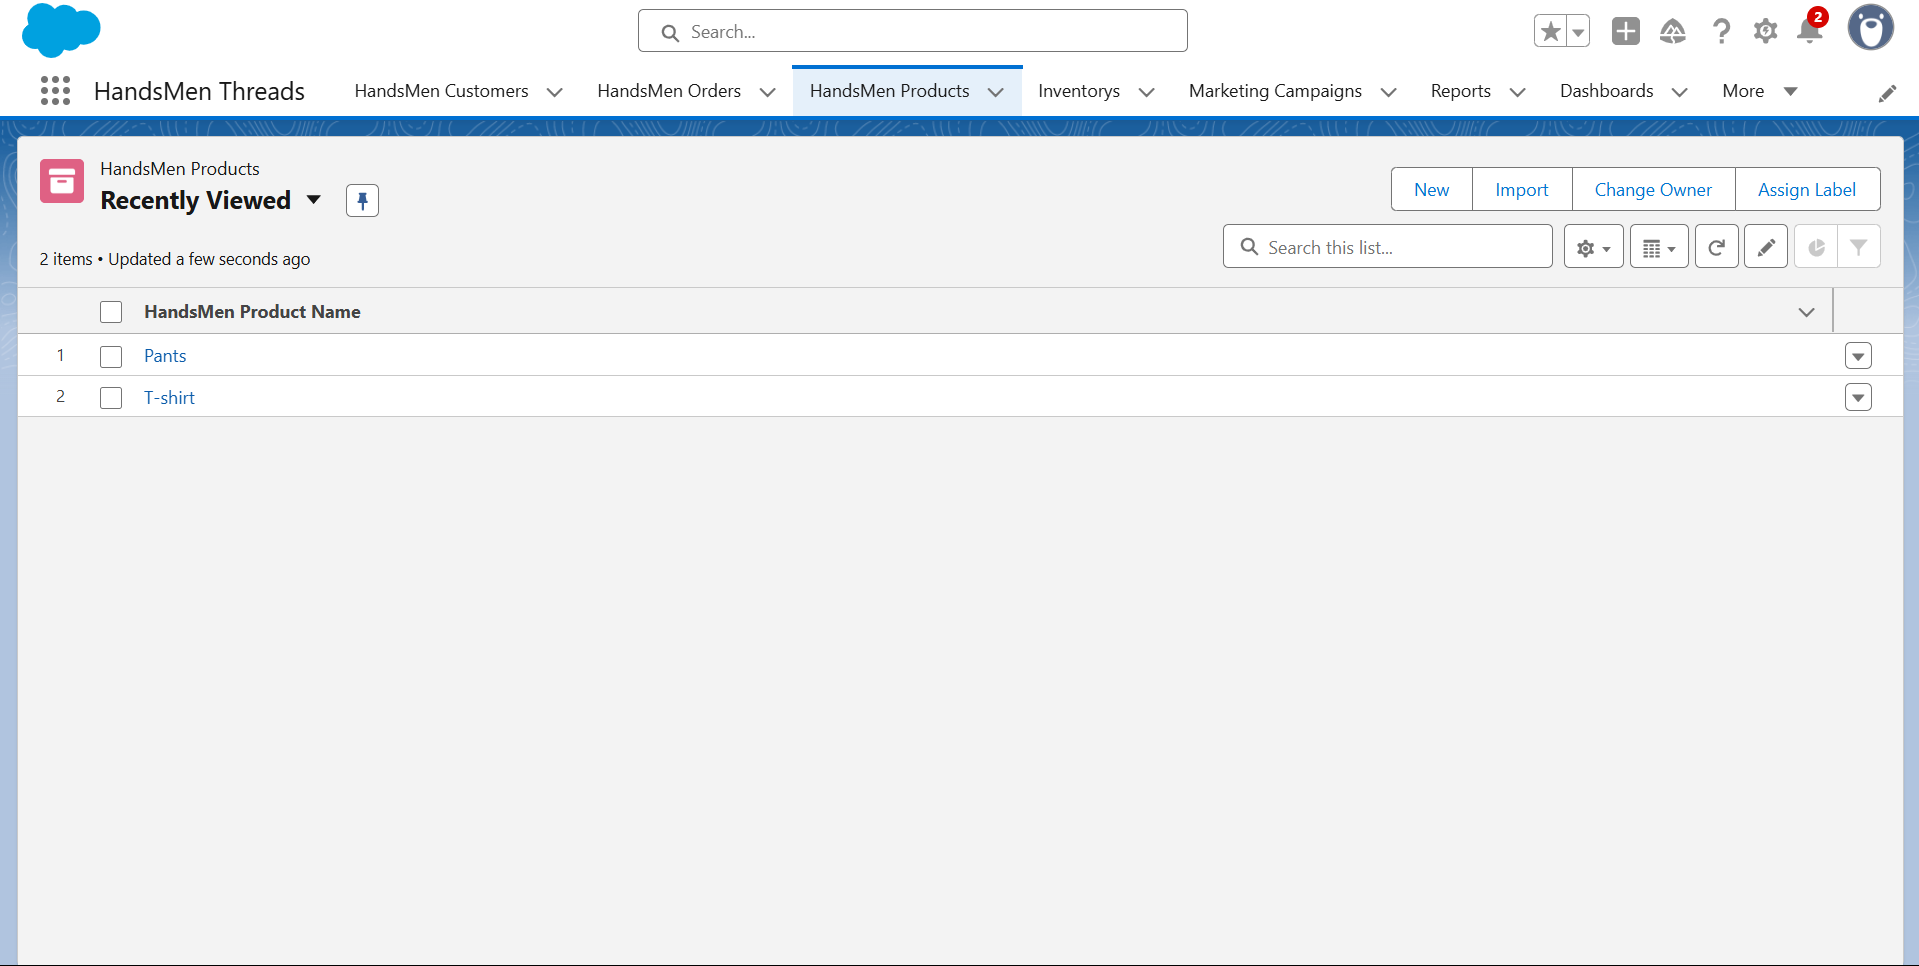 Search...
2
HandsMen Threads HandsMen Customers HandsMen Orders HandsMen Products Inventorys Marketing Campaigns Reports Dashboards More
HandsMen Products
Recently Viewed
New Import Change Owner Assign Label
2 items • Updated a few seconds ago
Search this list...
HandsMen Product Name
1 Pants
2 T-shirt